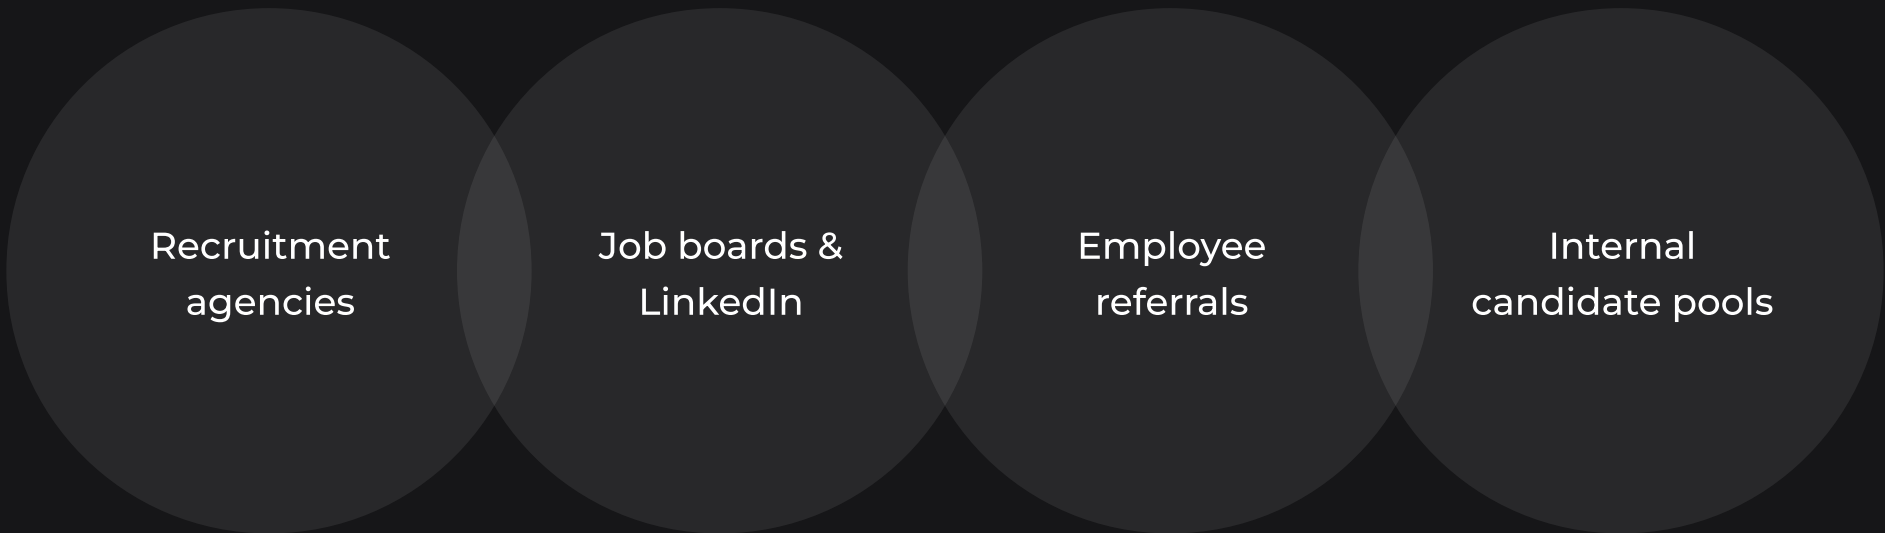 Recruitment
agencies
Job boards &
LinkedIn
Employee
referrals
Internal
candidate pools